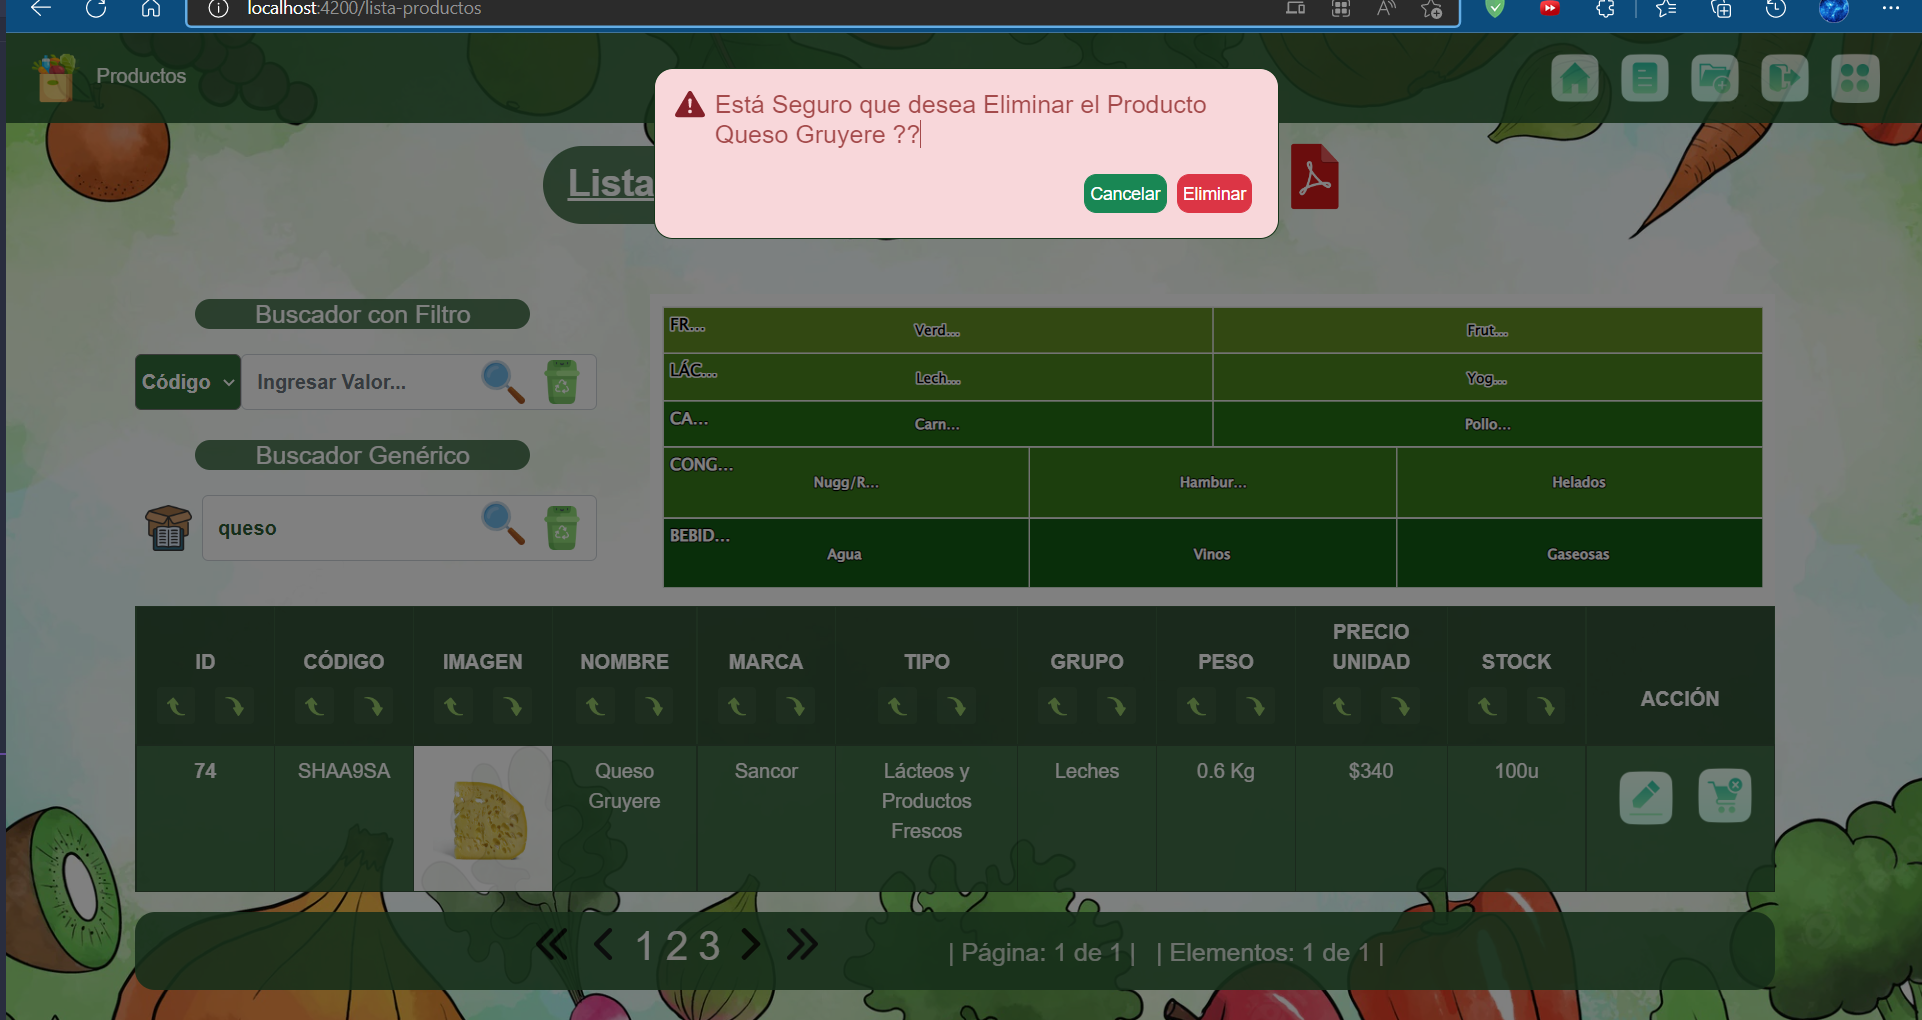 localhost:4200/lista-productos
Productos
Está Seguro que desea Eliminar el Producto
Queso Gruyere ??
Cancelar Eliminar
Lista
Buscador con Filtro
Código Ingresar Valor...
Buscador Genérico
queso
FR...
Verd... Frut...
LÁC...
Lech... Yog...
CA...
Carn... Pollo...
CONG...
Nugg/R... Hambur... Helados
BEBID...
Agua Vinos Gaseosas
ID CÓDIGO IMAGEN NOMBRE MARCA TIPO GRUPO PESO PRECIO UNIDAD STOCK ACCIÓN
74 SHAA9SA Queso Gruyere Sancor Lácteos y Productos Frescos Leches 0.6 Kg $340 100u
1 2 3 | Página: 1 de 1 | | Elementos: 1 de 1 |